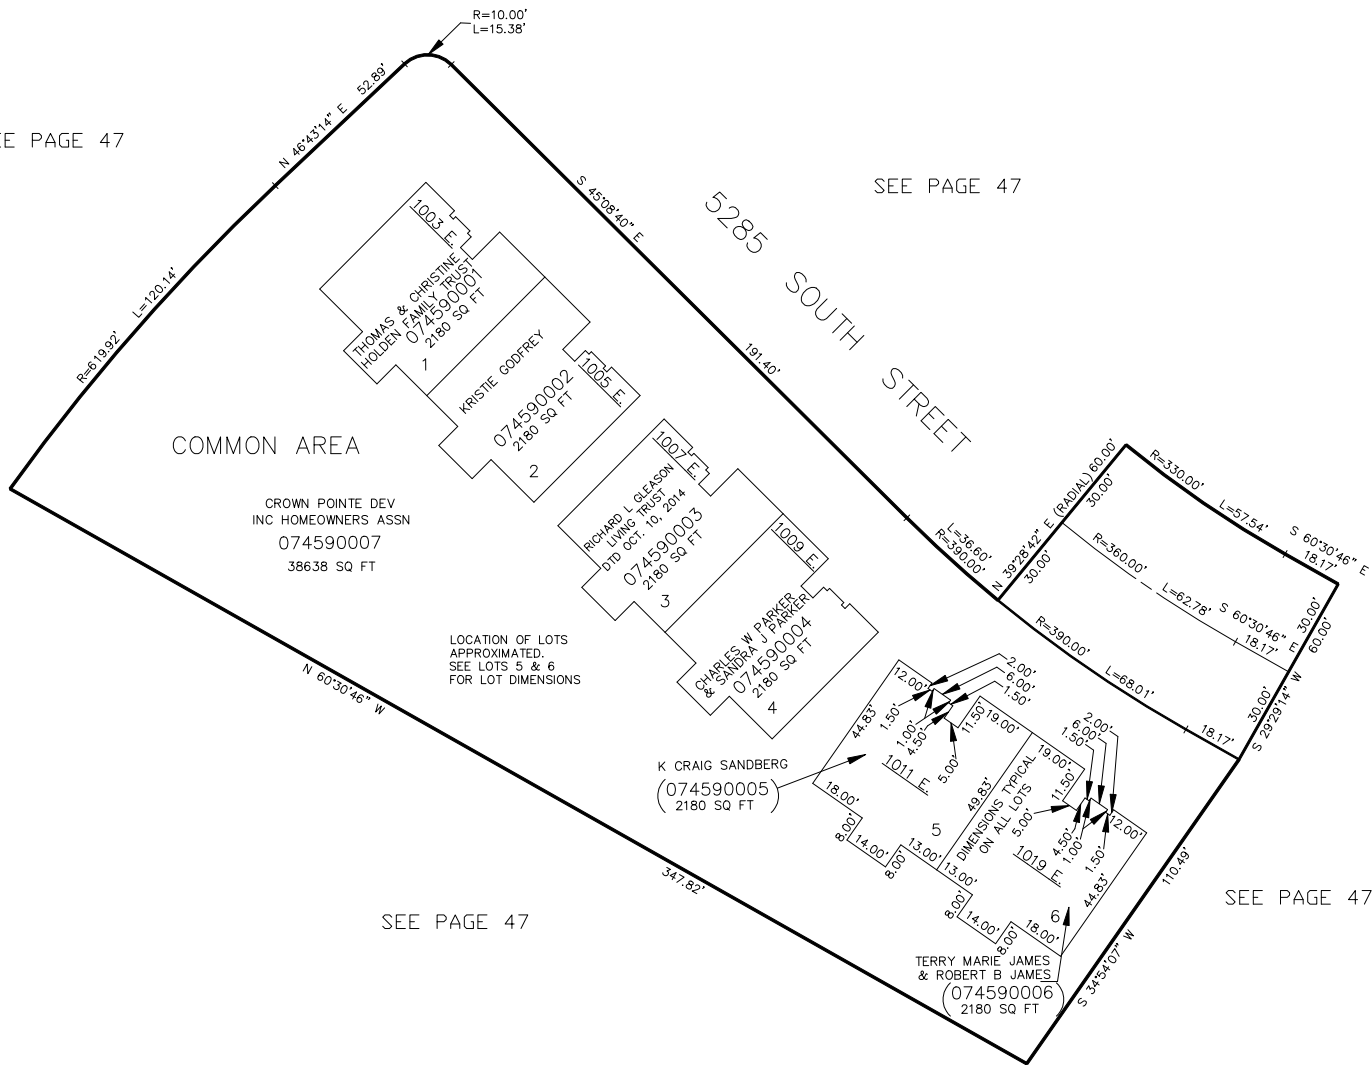 R=10.00'
L=15.38'
N 46°43'14" E 52.89'
EE PAGE 47
SEE PAGE 47
S 45°08'40" E
5285 SOUTH STREET
191.40'
R=619.92' L=120.14'
1003 E.
THOMAS & CHRISTINE
HOLDEN FAMILY TRUST
074590001
2180 SQ FT
1
KRISTIE GODFREY
1005 E.
074590002
2180 SQ FT
2
COMMON AREA
CROWN POINTE DEV
INC HOMEOWNERS ASSN
074590007
38638 SQ FT
1007 E.
RICHARD L GLEASON
LIVING TRUST
DTD OCT. 10, 2014
074590003
2180 SQ FT
3
1009 E.
CHARLES W PARKER
& SANDRA J PARKER
074590004
2180 SQ FT
4
LOCATION OF LOTS
APPROXIMATED.
SEE LOTS 5 & 6
FOR LOT DIMENSIONS
L=36.60'
R=390.00'
N 39°28'42" E (RADIAL) 60.00'
30.00'
30.00'
R=330.00'
L=57.54'
S 60°30'46" E
18.17'
R=360.00'
L=62.78'
S 60°30'46" E
18.17'
30.00'
60.00'
30.00'
S 29°29'14" W
R=390.00'
L=68.01'
18.17'
N 60°30'46" W
347.82'
K CRAIG SANDBERG
(074590005)
2180 SQ FT
12.00'
2.00'
6.00'
1.50'
1.50'
1.00'
4.50'
5.00'
11.50'
19.00'
44.83'
1011 E.
18.00'
8.00'
14.00'
8.00'
13.00'
5
49.83'
DIMENSIONS TYPICAL
ON ALL LOTS
19.00'
11.50'
5.00'
2.00'
6.00'
1.50'
4.50'
1.00'
1.50'
12.00'
1019 E.
44.83'
13.00'
8.00'
14.00'
8.00'
18.00'
6
110.49'
S 34°54'07" W
TERRY MARIE JAMES
& ROBERT B JAMES
(074590006)
2180 SQ FT
SEE PAGE 47
SEE PAGE 47